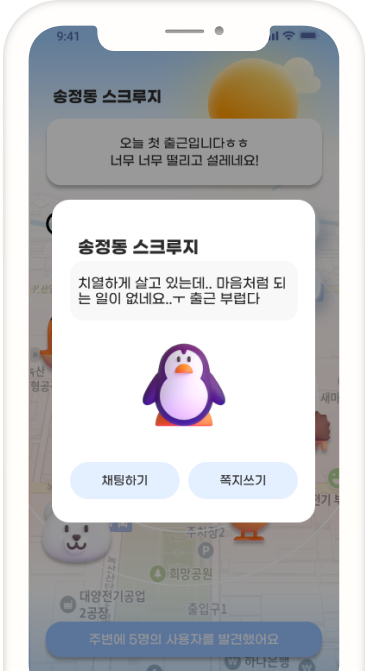 9:41
송정동 스크루지
오늘 첫 출근입니다ㅎㅎ
너무 너무 떨리고 설레네요!
송정동 스크루지
치열하게 살고 있는데.. 마음처럼 되
는 일이 없네요..ㅜ 출근 부럽다
채팅하기
쪽지쓰기
새마
전기 부
주차장2
P
희망공원
대양전기공업
2공장
출입구1
주변에 5명의 사용자를 발견했어요
하나은행